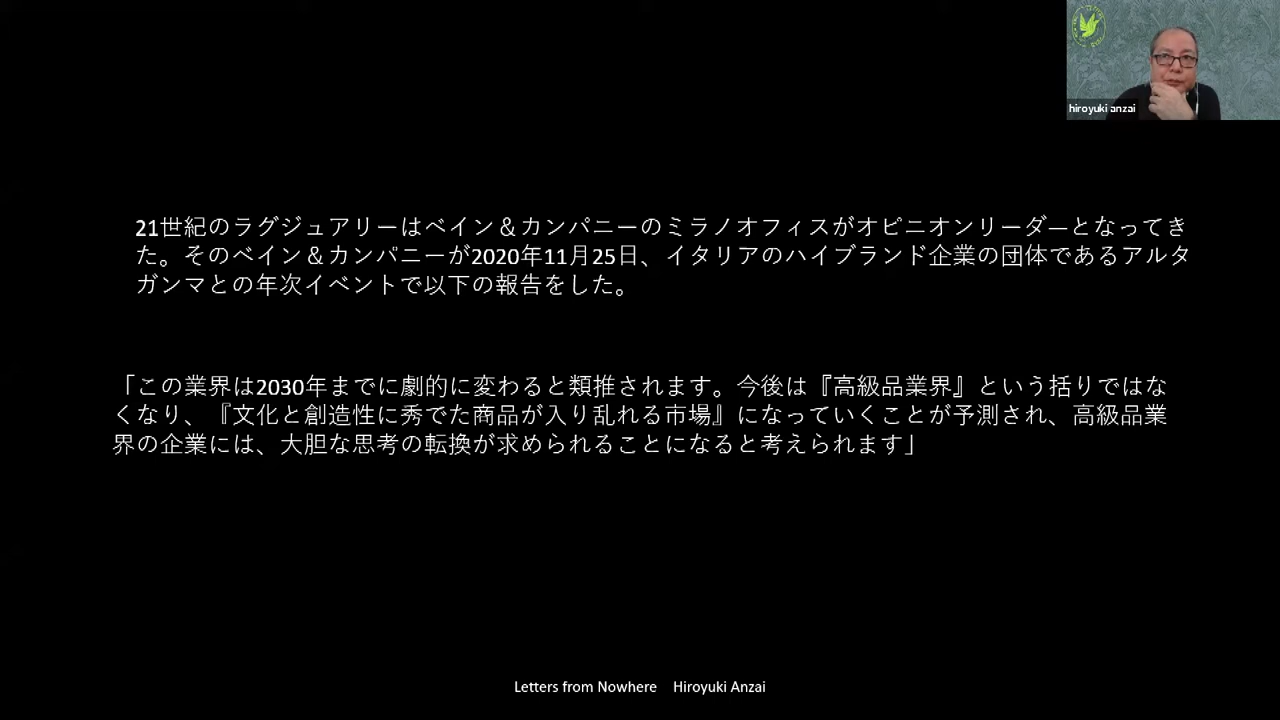 hiroyuki anzai
21世紀のラグジュアリーはベイン＆カンパニーのミラノオフィスがオピニオンリーダーとなってき
た。そのベイン＆カンパニーが2020年11月25日、イタリアのハイブランド企業の団体であるアルタ
ガンマとの年次イベントで以下の報告をした。
「この業界は2030年までに劇的に変わると類推されます。今後は『高級品業界』という括りではな
くなり、『文化と創造性に秀でた商品が入り乱れる市場』になっていくことが予測され、高級品業
界の企業には、大胆な思考の転換が求められることになると考えられます」
Letters from Nowhere　Hiroyuki Anzai